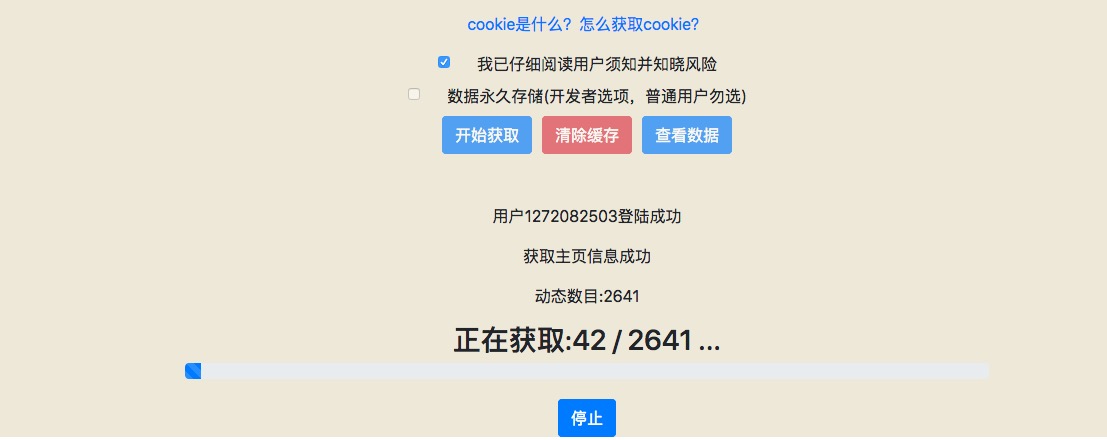 cookie是什么？怎么获取cookie?
我已仔细阅读用户须知并知晓风险
数据永久存储(开发者选项，普通用户勿选)
开始获取 清除缓存 查看数据
用户1272082503登陆成功
获取主页信息成功
动态数目:2641
正在获取:42 / 2641 ...
停止